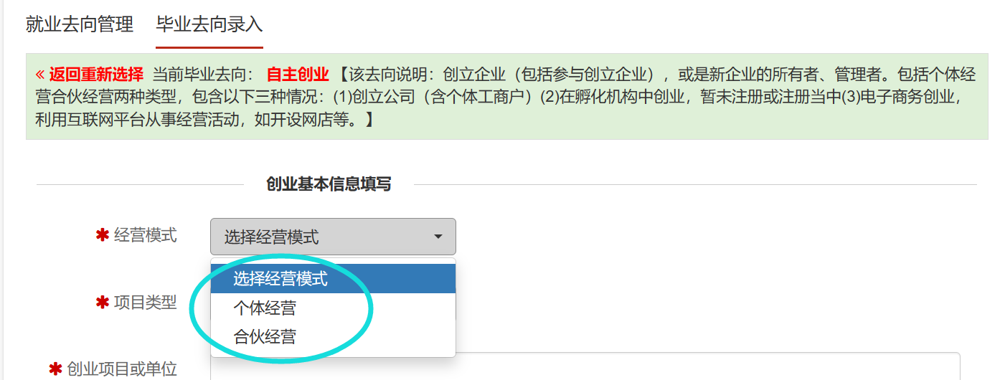 就业去向管理 毕业去向录入
« 返回重新选择 当前毕业去向： 自主创业 【该去向说明：创立企业（包括参与创立企业），或是新企业的所有者、管理者。包括个体经
营合伙经营两种类型，包含以下三种情况：(1)创立公司（含个体工商户）(2)在孵化机构中创业，暂未注册或注册当中(3)电子商务创业，
利用互联网平台从事经营活动，如开设网店等。】
创业基本信息填写
✱ 经营模式 选择经营模式
选择经营模式
✱ 项目类型 个体经营
合伙经营
✱ 创业项目或单位